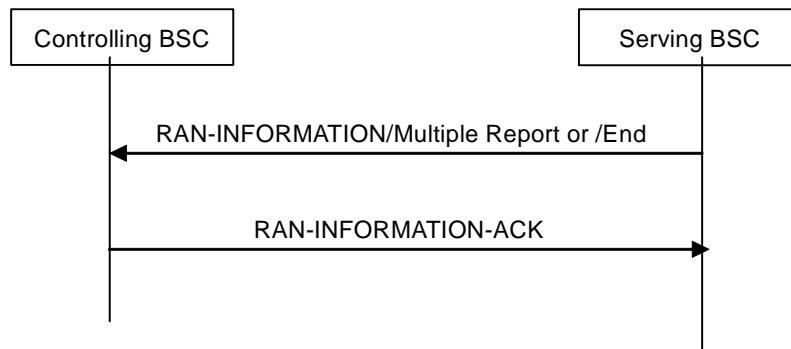 Controlling BSC
Serving BSC
RAN-INFORMATION/Multiple Report or /End
RAN-INFORMATION-ACK